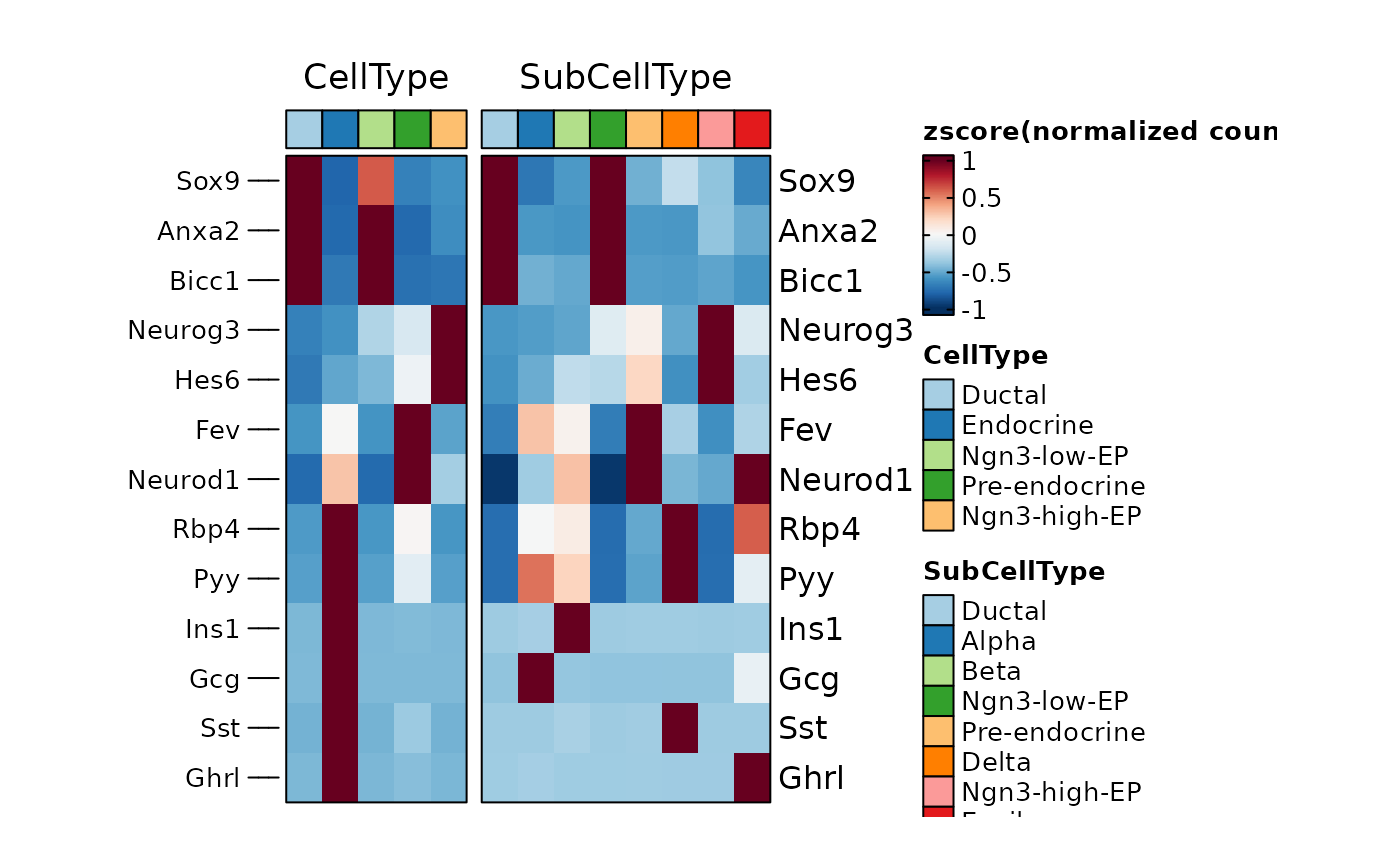 CellType SubCellType
zscore(normalized coun
Sox9 Sox9
Anxa2 Anxa2
Bicc1 Bicc1
Neurog3 Neurog3
Hes6 Hes6
Fev Fev
Neurod1 Neurod1
Rbp4 Rbp4
Pyy Pyy
Ins1 Ins1
Gcg Gcg
Sst Sst
Ghrl Ghrl
1
0.5
0
-0.5
-1
CellType
Ductal
Endocrine
Ngn3-low-EP
Pre-endocrine
Ngn3-high-EP
SubCellType
Ductal
Alpha
Beta
Ngn3-low-EP
Pre-endocrine
Delta
Ngn3-high-EP